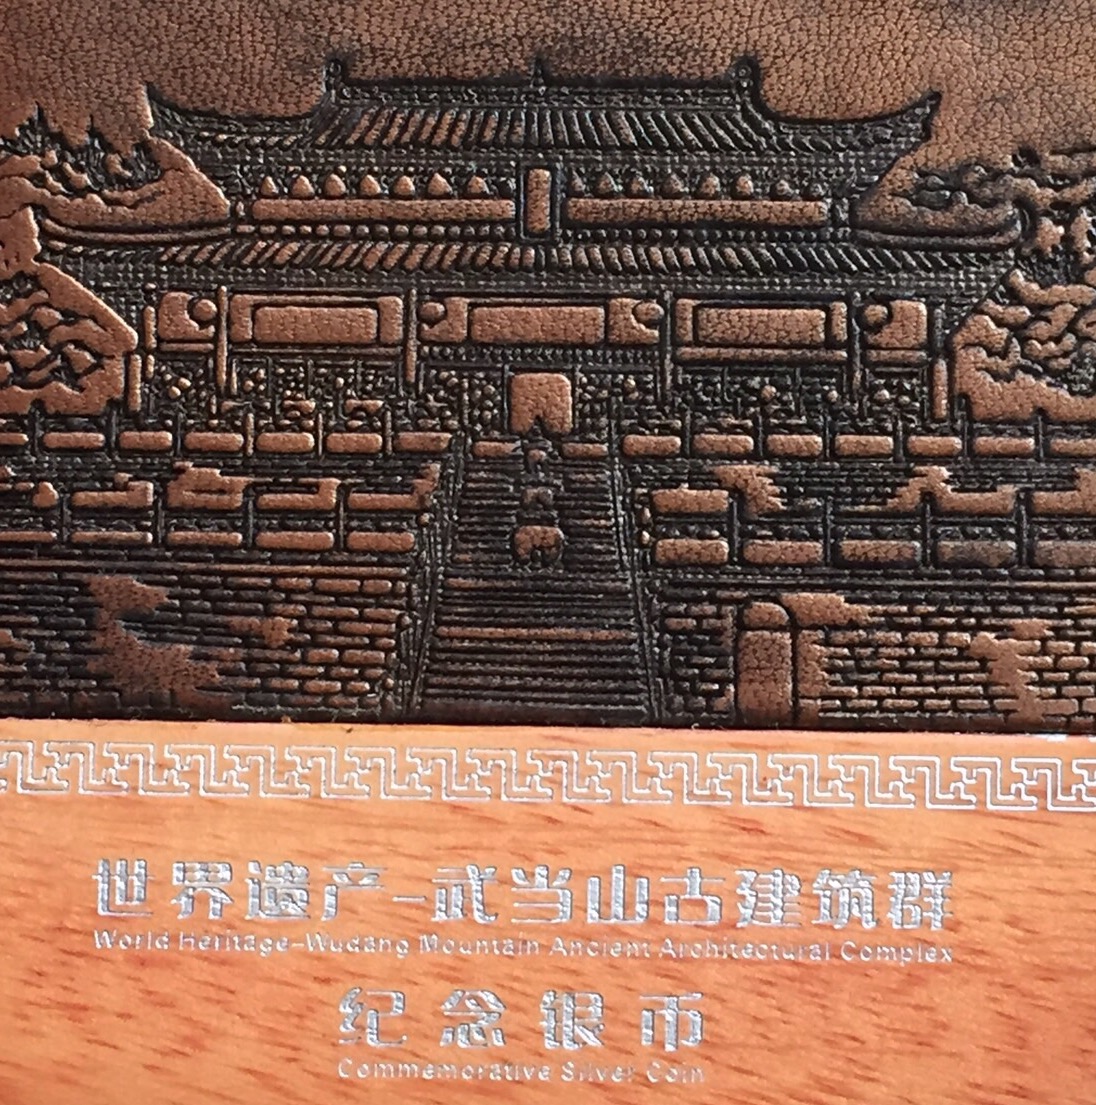 世界遗产-武当山古建筑群
World Heritage-Wudang Mountain Ancient Architectural Complex
纪念银币
Commemorative Silver Coin